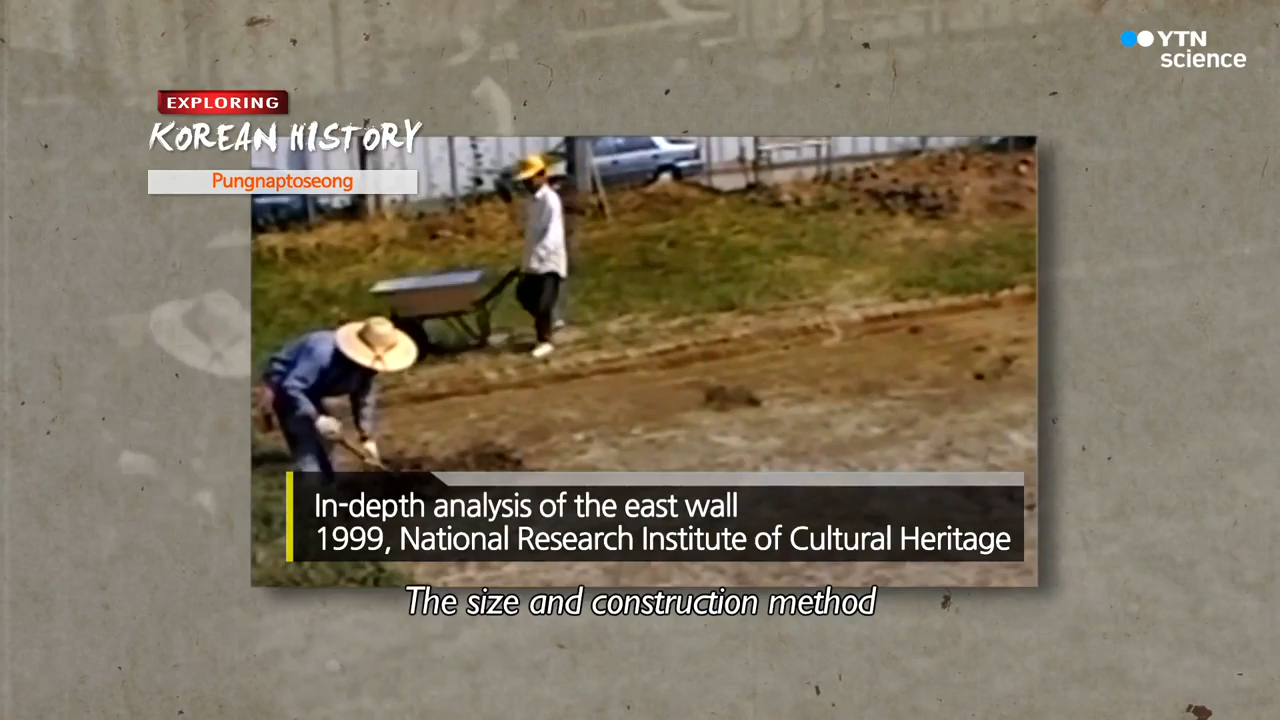 YTN
science
EXPLORING
KOREAN HISTORY
Pungnaptoseong
In-depth analysis of the east wall
1999, National Research Institute of Cultural Heritage
The size and construction method